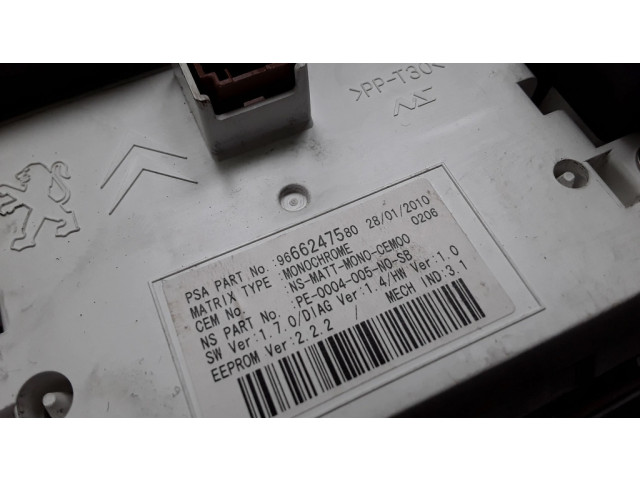 >PP-T30<
PSA PART No: 9666247580 28/01/2010
MATRIX TYPE : MONOCHROME 0206
CEM No. : NS-MATT-MONO-CEM00
NS PART No.: PE-0004-005-NQ-SB
SW Ver:1.7.0/DIAG Ver:1.4/HW Ver:1.0
EEPROM Ver:2.2.2 / MECH IND:3.1